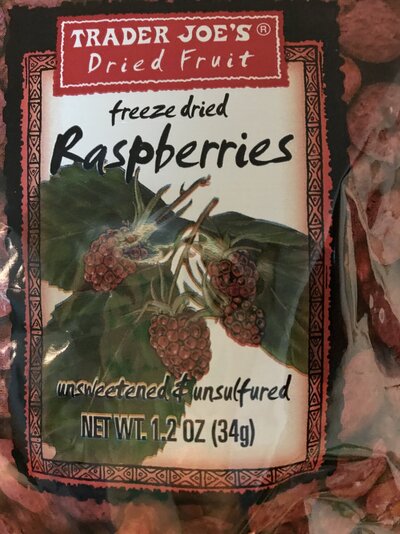 TRADER JOE'S®
Dried Fruit
freeze dried
Raspberries
unsweetened & unsulfured
NET WT. 1.2 OZ (34g)